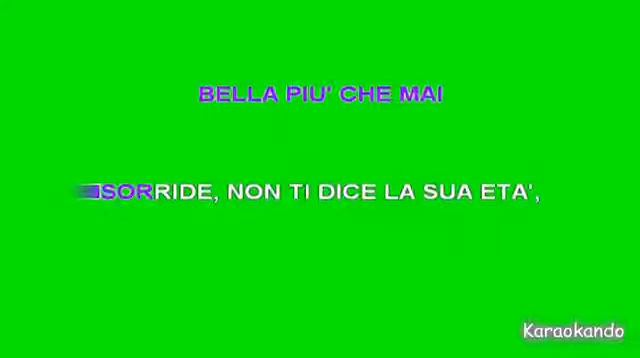 BELLA PIU' CHE MAI
SORRIDE, NON TI DICE LA SUA ETA',
Karaokando